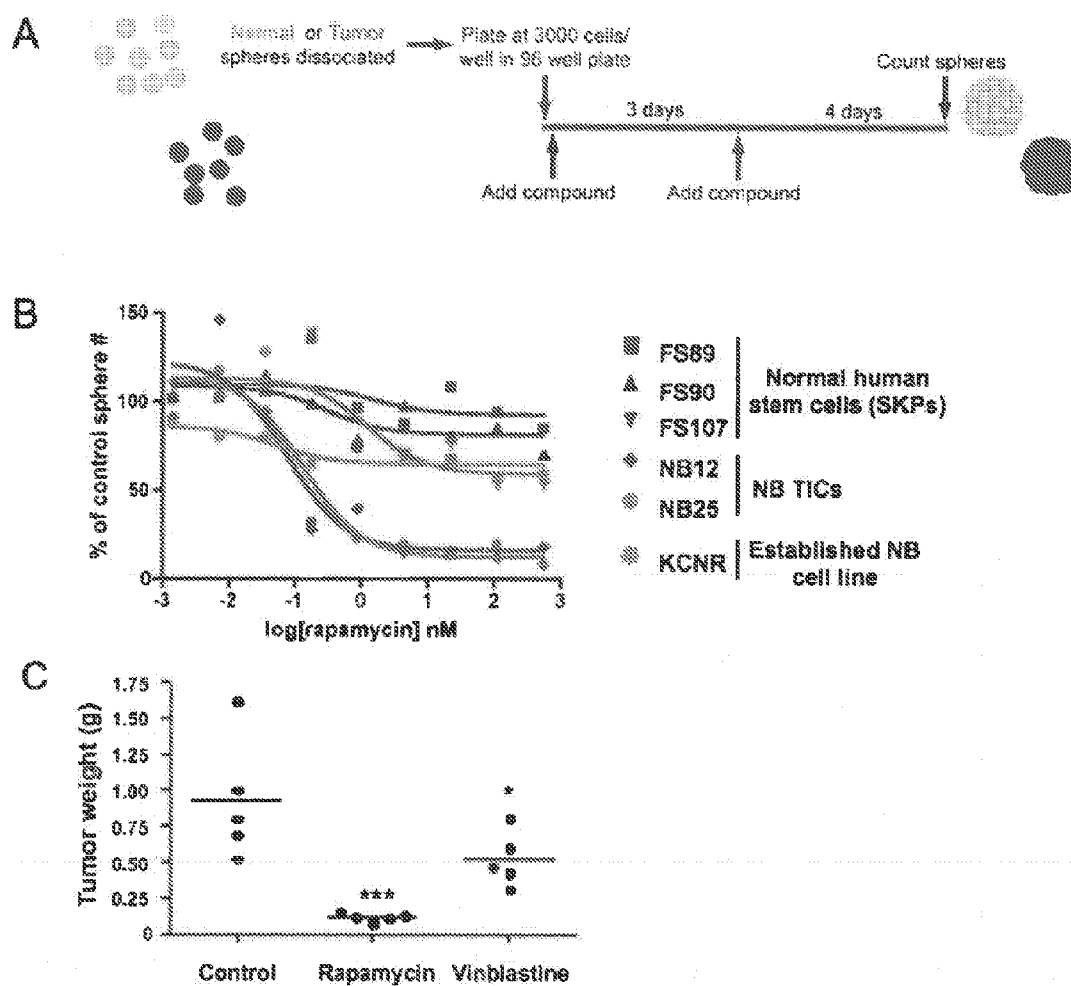 A
Normal or Tumor
spheres dissociated
Plate at 3000 cells/
well in 96 well plate
Count spheres
3 days
4 days
Add compound
Add compound
B
% of control sphere #
150
100
50
0
-3
-2
-1
0
1
2
3
log[rapamycin] nM
FS89
FS90
FS107
Normal human
stem cells (SKPs)
NB12
NB25
NB TICs
KCNR
Established NB
cell line
C
Tumor weight (g)
1.75
1.50
1.25
1.00
0.75
0.50
0.25
0
***
*
Control
Rapamycin
Vinblastine